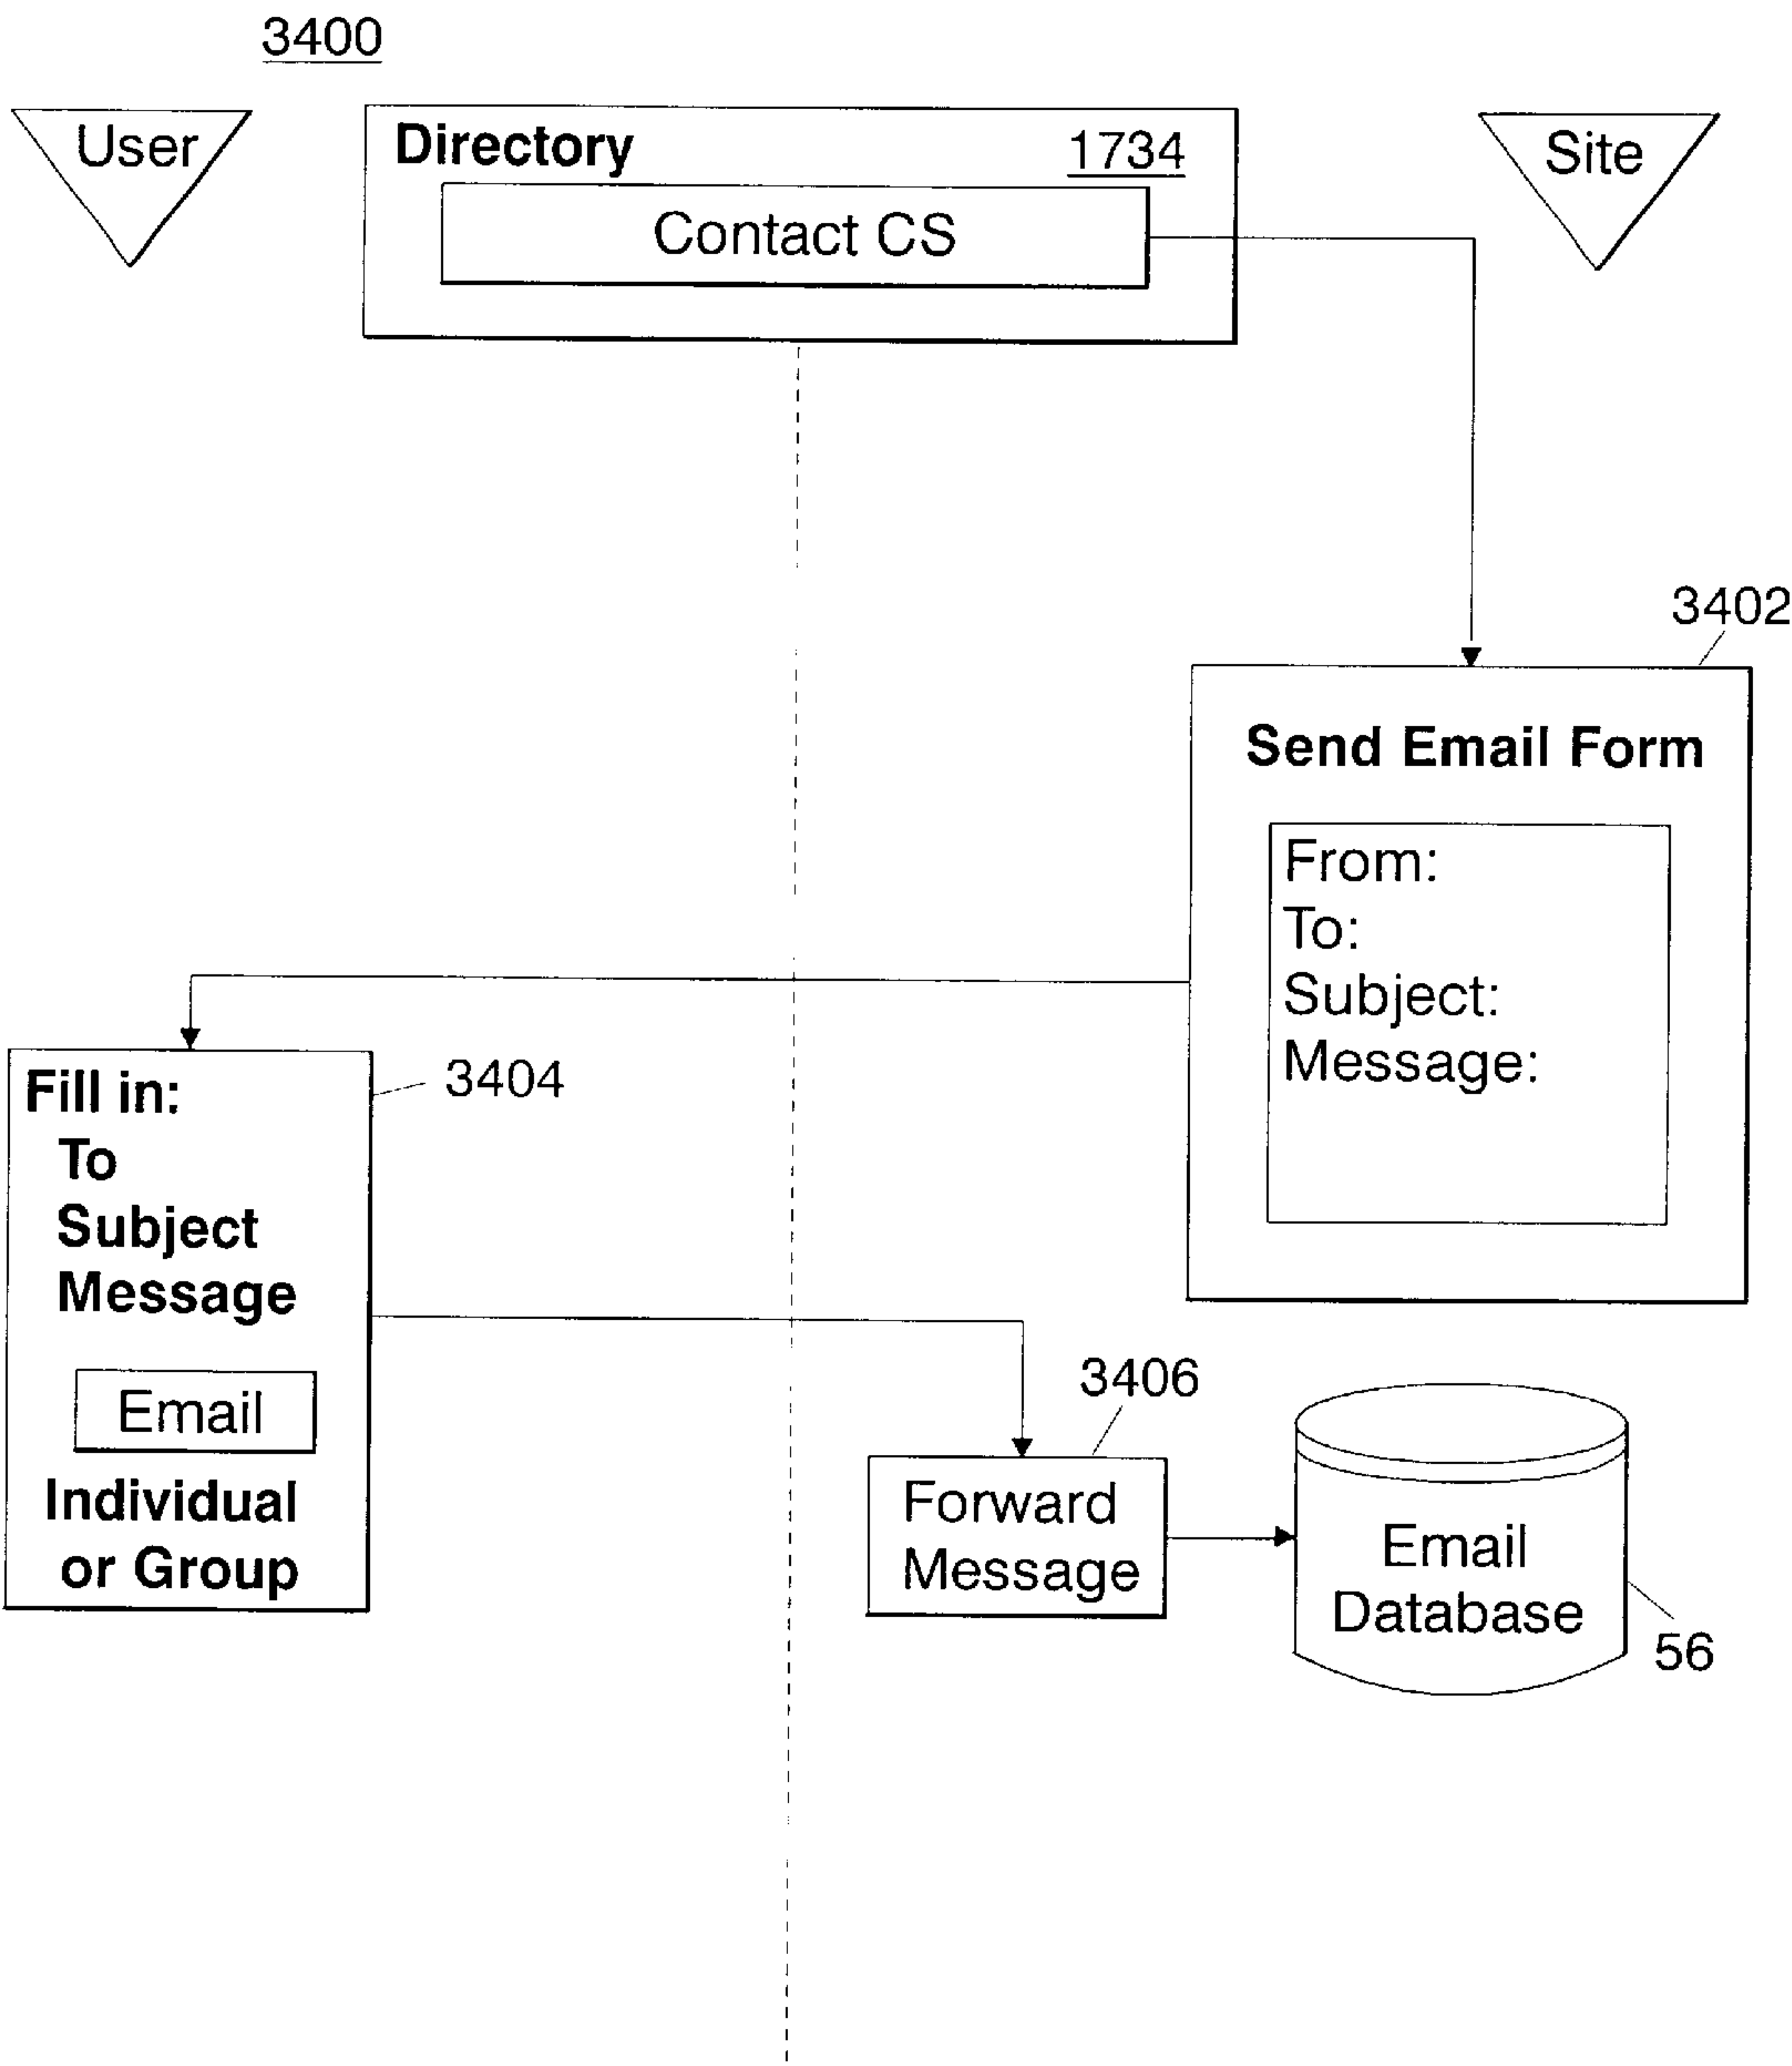 3400
User
Directory
1734
Contact CS
Site
3402
Send Email Form
From:
To:
Subject:
Message:
Fill in:
To
Subject
Message
Email
Individual
or Group
3404
3406
Forward
Message
Email
Database
56